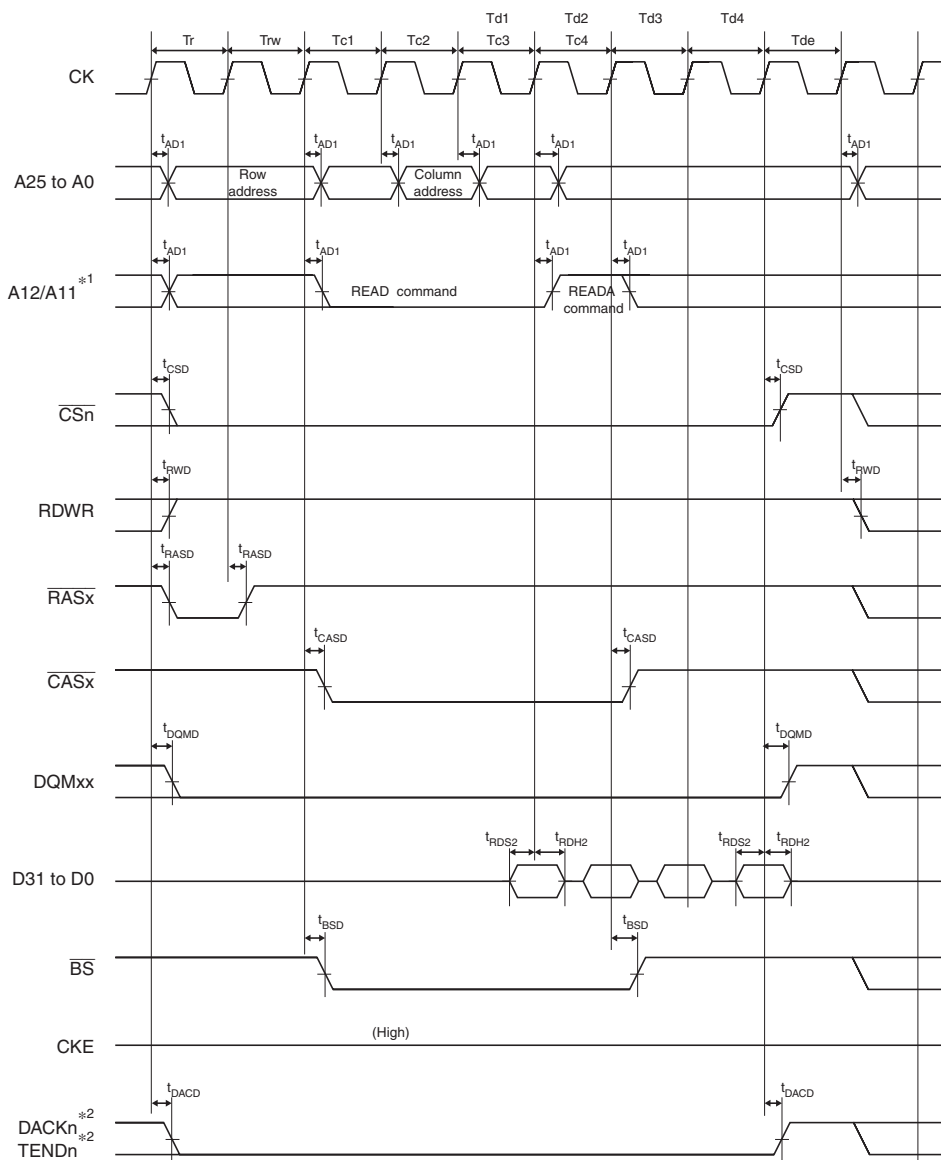 Td1 Td2 Td3 Td4
Tr Trw Tc1 Tc2 Tc3 Tc4 Tde
CK
tAD1 tAD1 tAD1 tAD1 tAD1 tAD1
A25 to A0
Row address
Column address
tAD1 tAD1 tAD1 tAD1
A12/A11*1
READ command
READA command
tCSD tCSD
CSn
tRWD tRWD
RDWR
tRASD tRASD
RASx
tCASD tCASD
CASx
tDQMD tDQMD
DQMxx
tRDS2 tRDH2 tRDS2 tRDH2
D31 to D0
tBSD tBSD
BS
(High)
CKE
tDACD tDACD
DACKn*2
TENDn*2